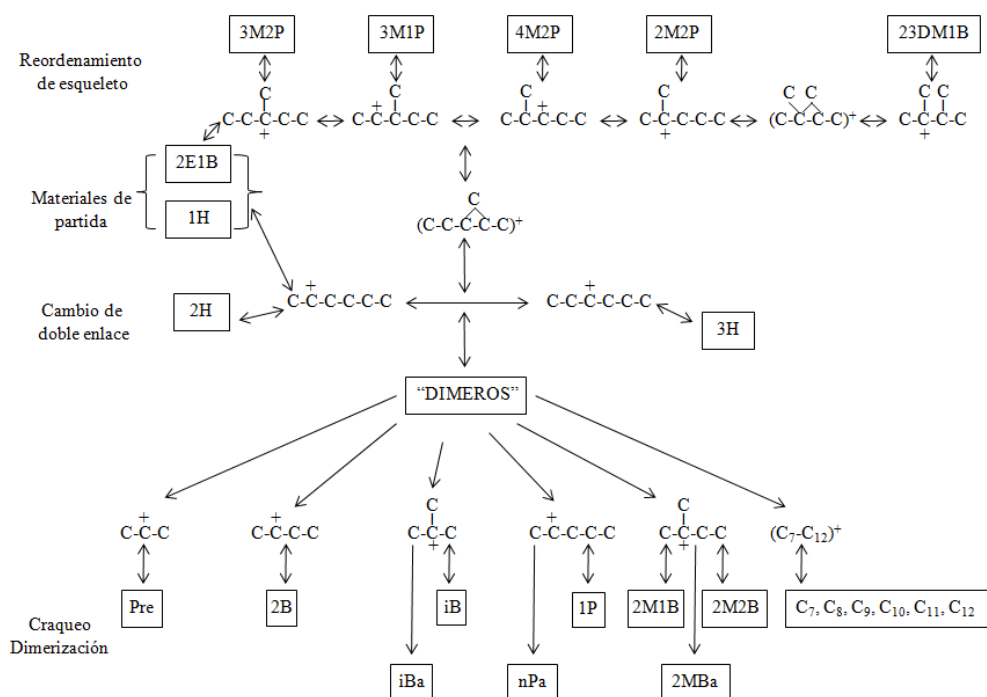 3M2P 3M1P 4M2P 2M2P 23DM1B
Reordenamiento
de esqueleto
C C C C C C C
C-C-C-C-C + C-C-C-C-C + C-C-C-C-C + C-C-C-C-C + (C-C-C-C)+ C-C-C-C +
2E1B
Materiales de
partida
1H
C
(C-C-C-C-C)+
+ +
C-C-C-C-C-C C-C-C-C-C-C
Cambio de
doble enlace
2H 3H
“DIMEROS”
C C
+ + + 
C-C-C C-C-C-C C-C-C + C-C-C-C-C C-C-C-C + (C7-C12)+
Pre 2B iB 1P 2M1B 2M2B C7, C8, C9, C10, C11, C12
Craqueo
Dimerización
iBa nPa 2MBa